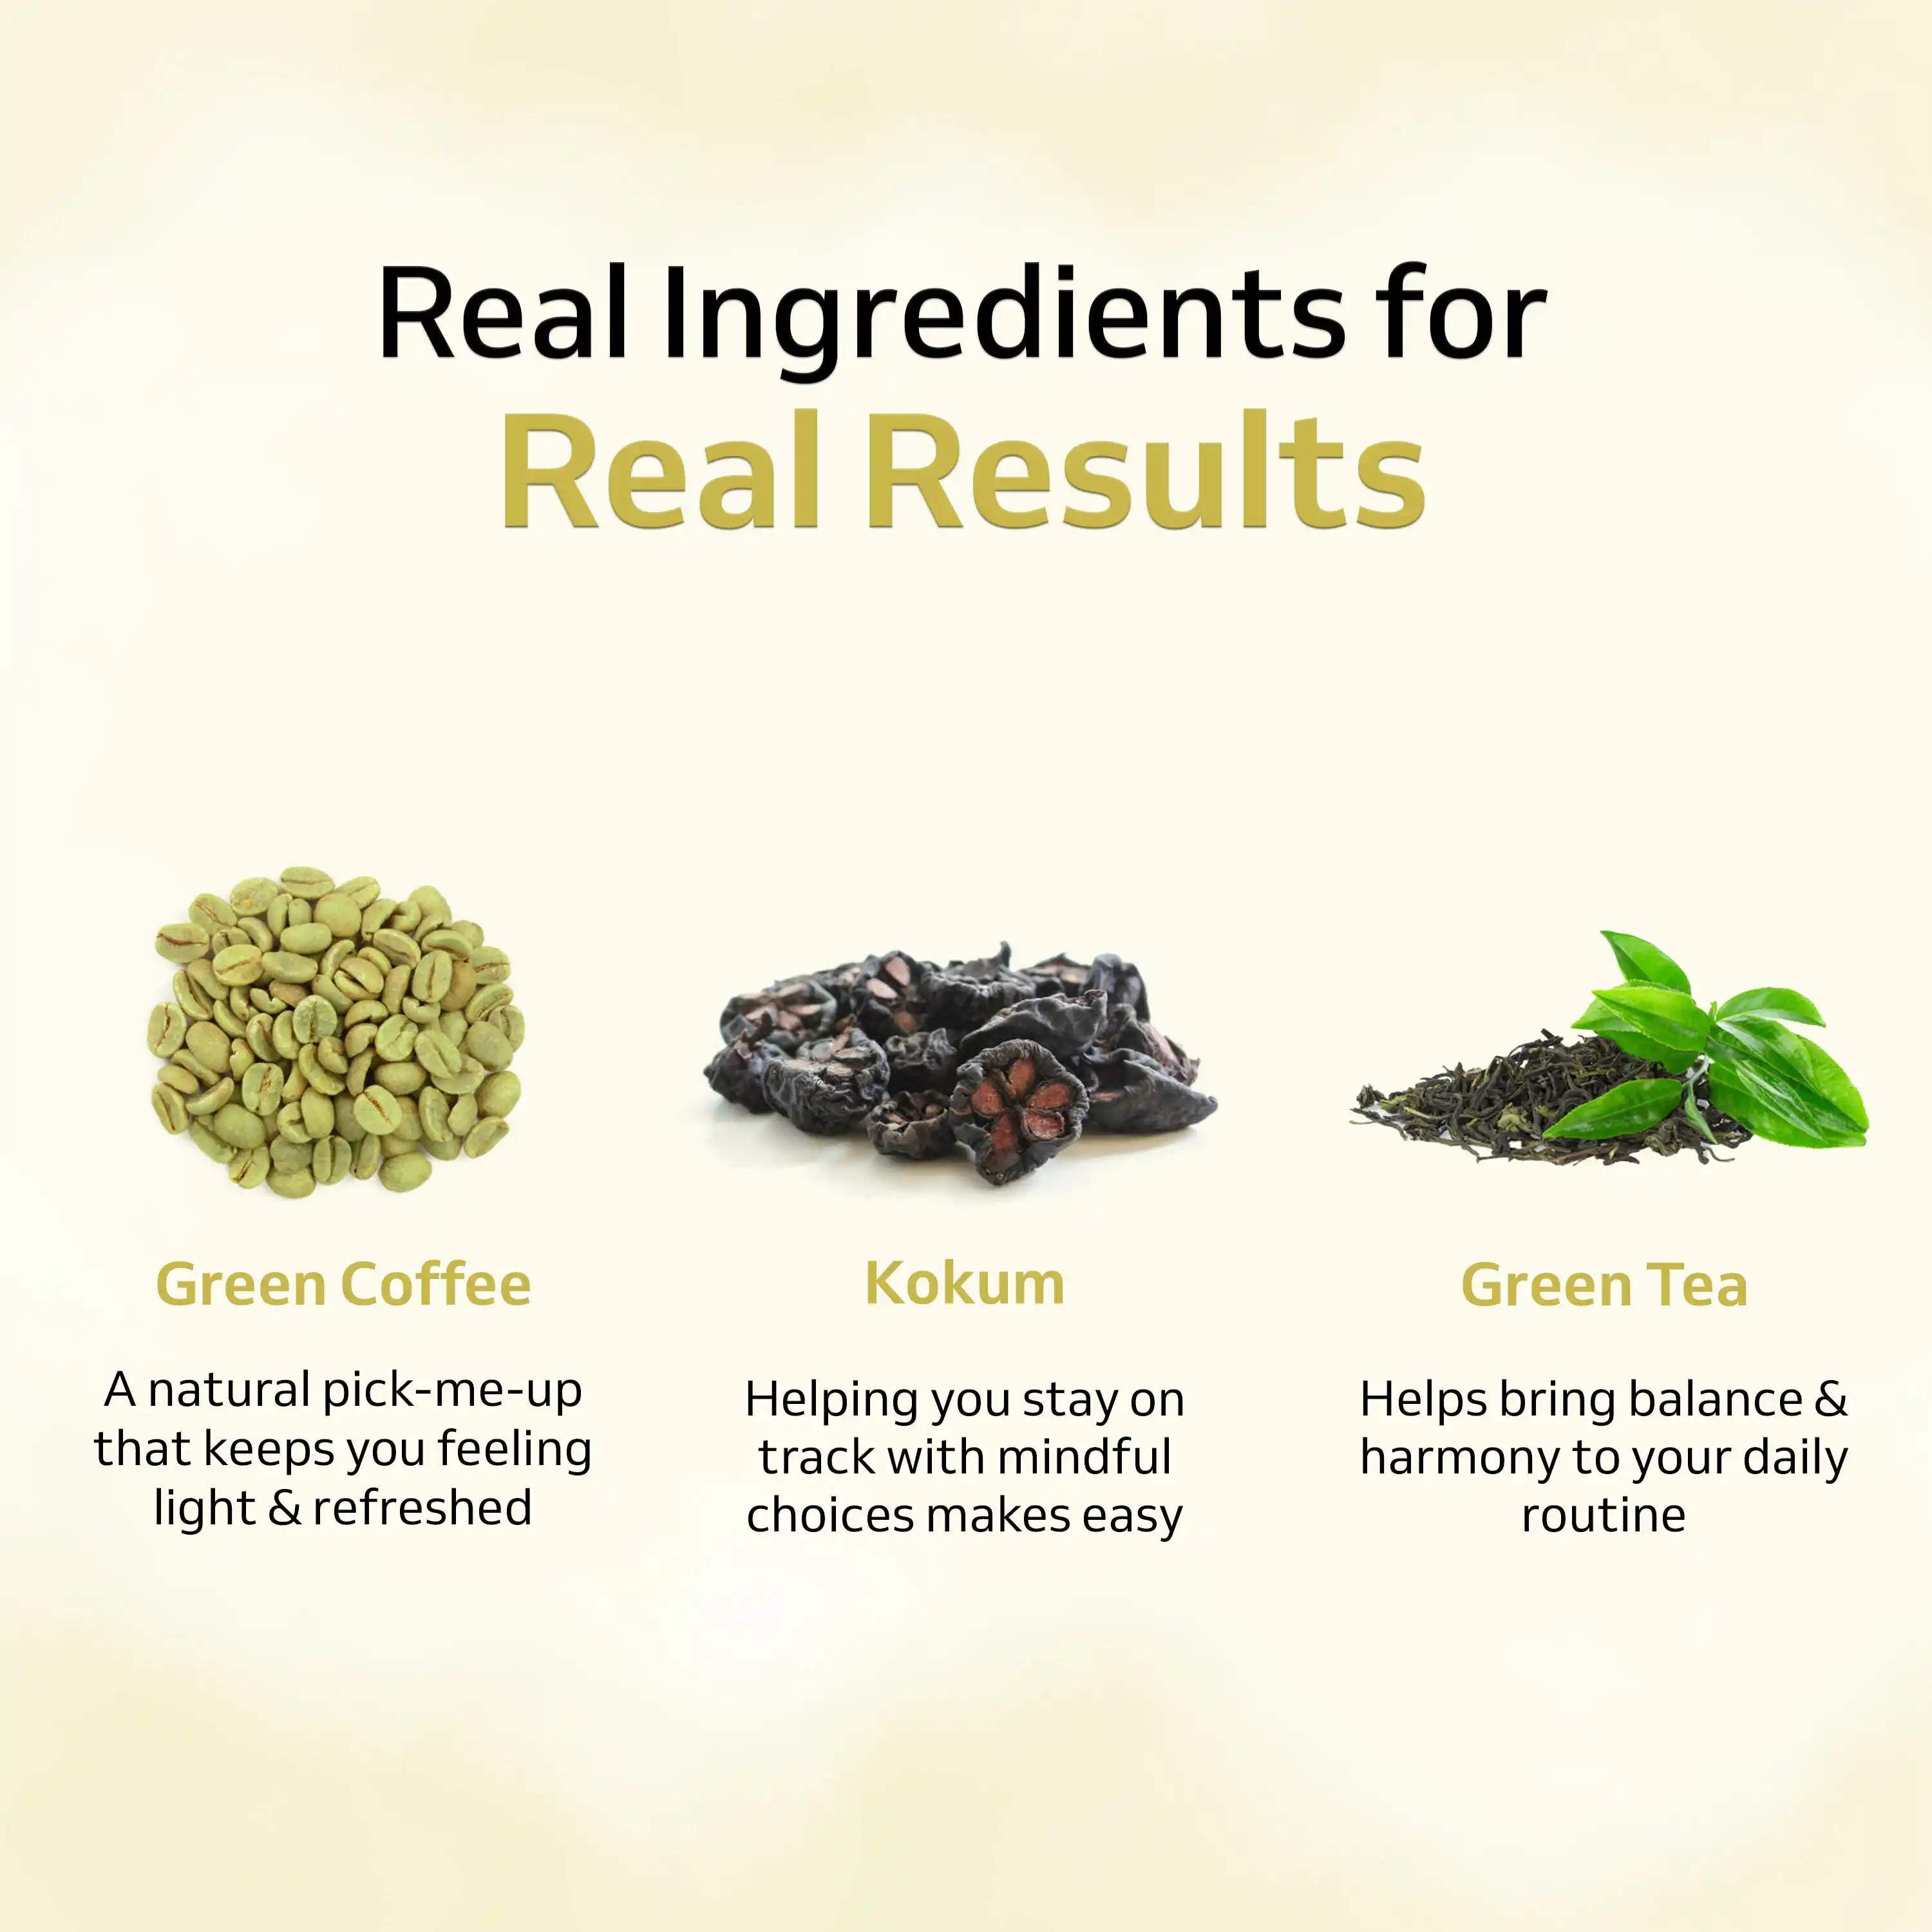 Real Ingredients for
Real Results
Green Coffee
A natural pick-me-up
that keeps you feeling
light & refreshed
Kokum
Helping you stay on
track with mindful
choices makes easy
Green Tea
Helps bring balance &
harmony to your daily
routine